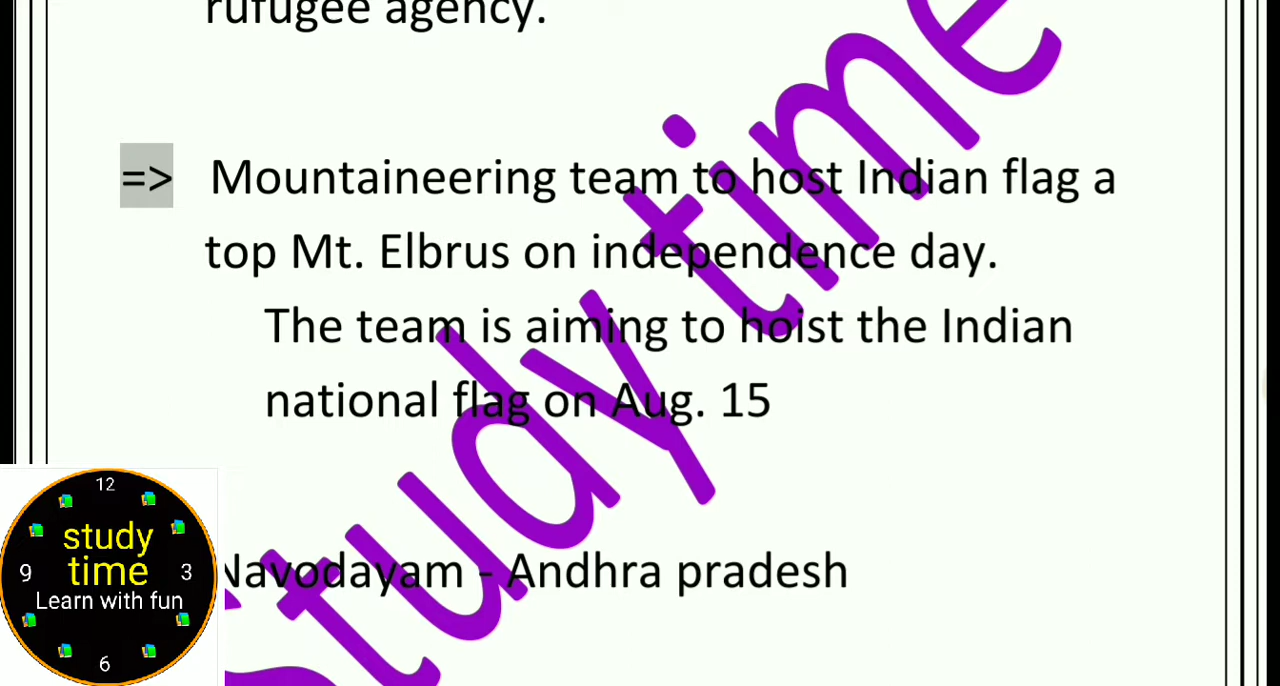 rufugee agency.
=> Mountaineering team to host Indian flag a
top Mt. Elbrus on independence day.
The team is aiming to hoist the Indian
national flag on Aug. 15
Navodayam - Andhra pradesh
study time
12
study
time
9
3
Learn with fun
6